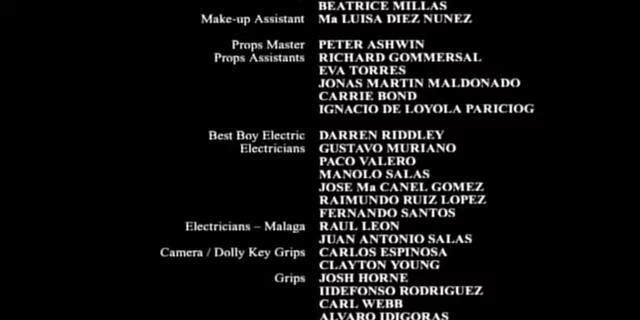 BEATRICE MILLAS
Make-up Assistant Ma LUISA DIEZ NUNEZ
Props Master PETER ASHWIN
Props Assistants RICHARD GOMMERSAL
EVA TORRES
JONAS MARTIN MALDONADO
CARRIE BOND
IGNACIO DE LOYOLA PARICIOG
Best Boy Electric DARREN RIDDLEY
Electricians GUSTAVO MURIANO
PACO VALERO
MANOLO SALAS
JOSE Ma CANEL GOMEZ
RAIMUNDO RUIZ LOPEZ
FERNANDO SANTOS
Electricians – Malaga RAUL LEON
JUAN ANTONIO SALAS
Camera / Dolly Key Grips CARLOS ESPINOSA
CLAYTON YOUNG
Grips JOSH HORNE
IIDEFONSO RODRIGUEZ
CARL WEBB
ALVARO IDIGORAS